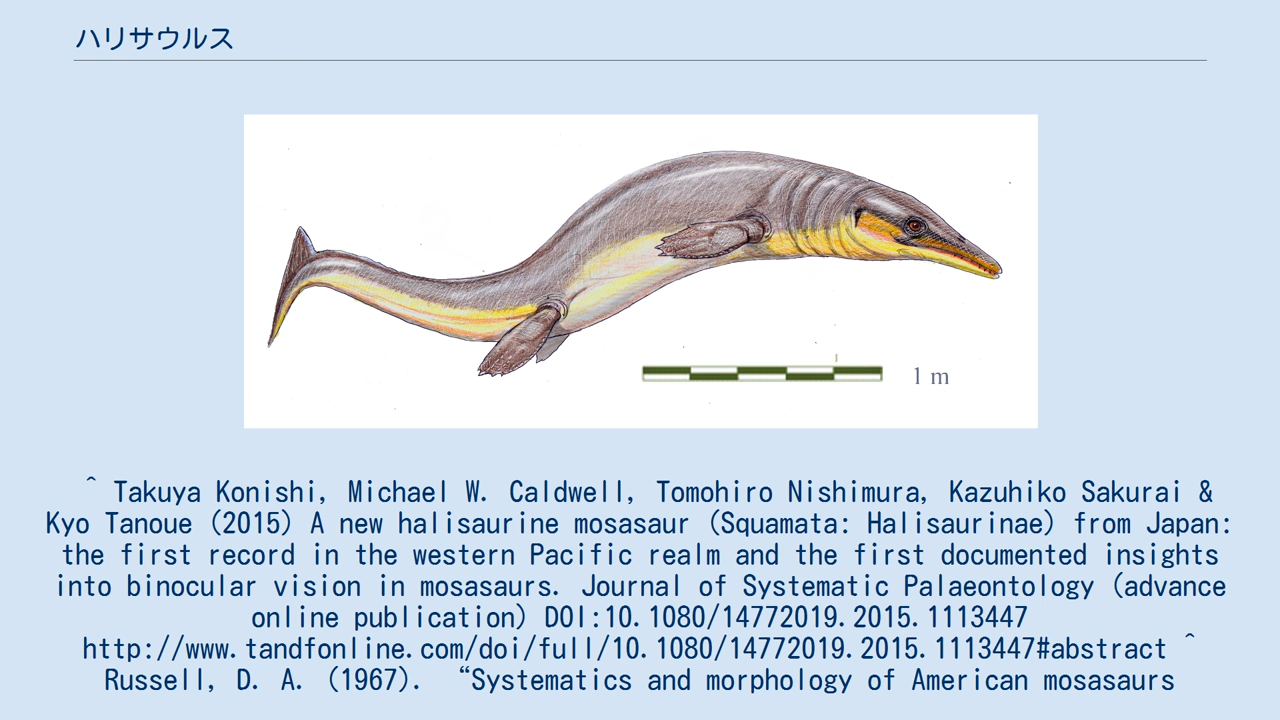 ハリサウルス
1 m
^ Takuya Konishi, Michael W. Caldwell, Tomohiro Nishimura, Kazuhiko Sakurai &
Kyo Tanoue (2015) A new halisaurine mosasaur (Squamata: Halisaurinae) from Japan:
the first record in the western Pacific realm and the first documented insights
into binocular vision in mosasaurs. Journal of Systematic Palaeontology (advance
online publication) DOI:10.1080/14772019.2015.1113447
http://www.tandfonline.com/doi/full/10.1080/14772019.2015.1113447#abstract ^
Russell, D. A. (1967). “Systematics and morphology of American mosasaurs